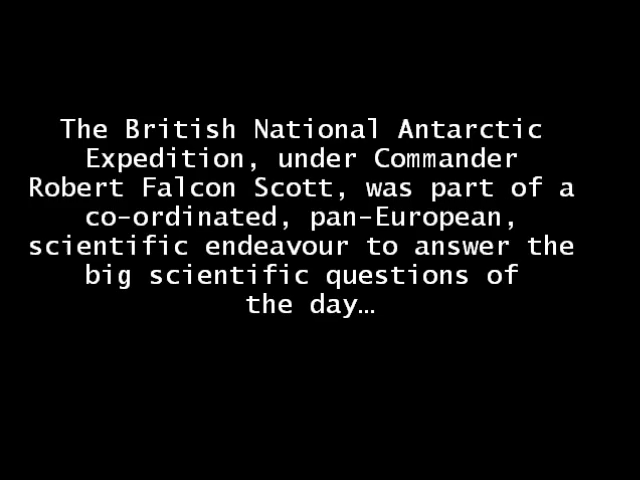 The British National Antarctic
Expedition, under Commander
Robert Falcon Scott, was part of a
co-ordinated, pan-European,
scientific endeavour to answer the
big scientific questions of
the day…